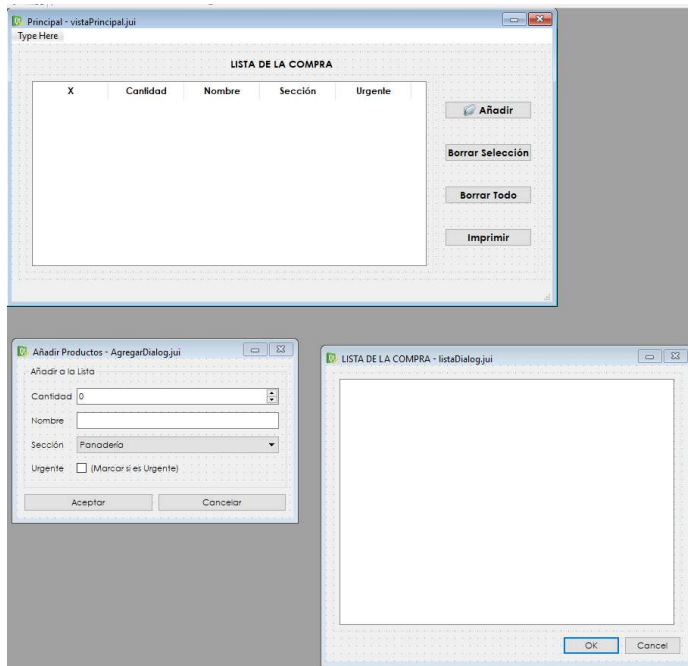 Principal - vistaPrincipal.jui
Type Here
LISTA DE LA COMPRA
X Cantidad Nombre Sección Urgente
Añadir
Borrar Selección
Borrar Todo
Imprimir
Añadir Productos - AgregarDialog.jui
Añadir a la Lista
Cantidad 0
Nombre
Sección Panadería
Urgente (Marcar si es Urgente)
Aceptar Cancelar
LISTA DE LA COMPRA - listaDialog.jui
OK Cancel